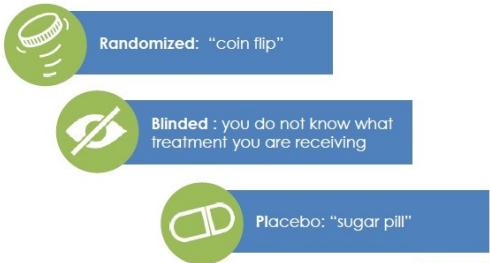 Randomized: “coin flip”
Blinded : you do not know what
treatment you are receiving
Placebo: “sugar pill”